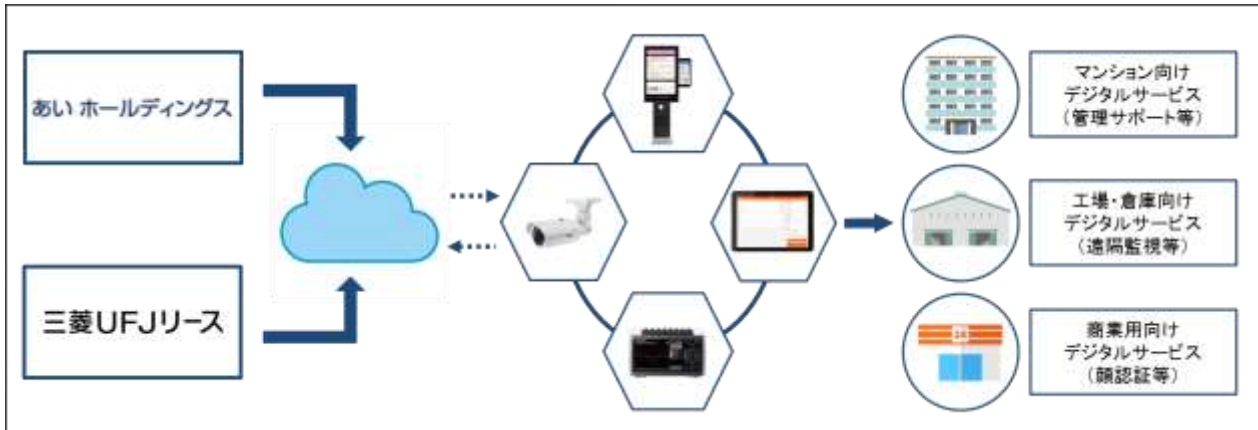 あい ホールディングス
三菱UFJリース
マンション向け
デジタルサービス
（管理サポート等）
工場・倉庫向け
デジタルサービス
（遠隔監視等）
24
商業用向け
デジタルサービス
（顔認証等）